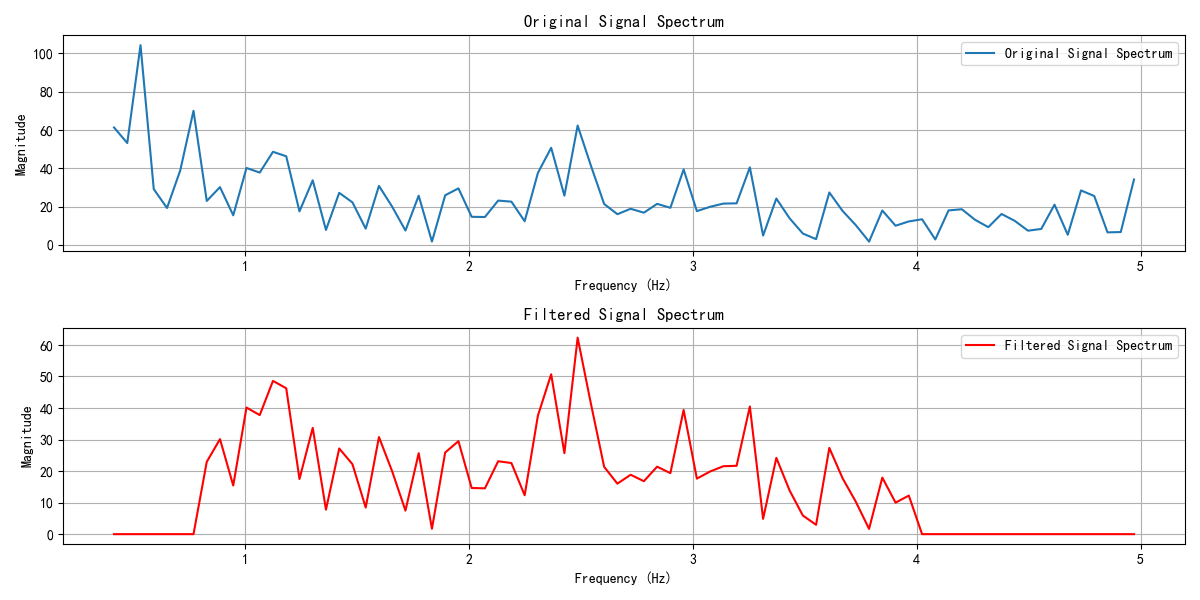 Original Signal Spectrum
Original Signal Spectrum
Magnitude
100
80
60
40
20
0
1 2 3 4 5
Frequency (Hz)
Filtered Signal Spectrum
Filtered Signal Spectrum
Magnitude
60
50
40
30
20
10
0
1 2 3 4 5
Frequency (Hz)